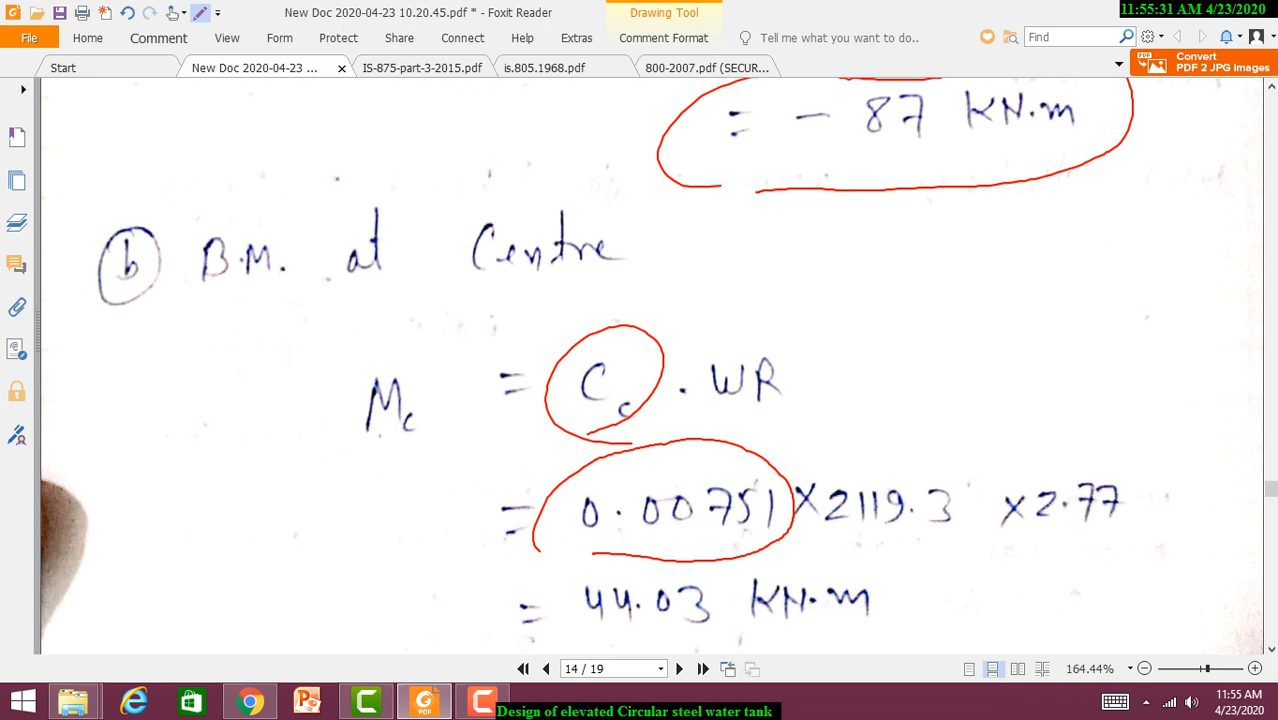 New Doc 2020-04-23 10.20.45.pdf * - Foxit Reader
Drawing Tool
11:55:31 AM 4/23/2020
File Home Comment View Form Protect Share Connect Help Extras Comment Format Tell me what you want to do... Find
Start New Doc 2020-04-23 ... IS-875-part-3-1975.pdf is.805.1968.pdf 800-2007.pdf (SECUR...
Convert
PDF 2 JPG Images
= - 87 KN.m
b B.M. at Centre
Mc = Cc . WR
= 0.00751 × 2119.3 × 2.77
= 44.03 KN.m
14 / 19
164.44%
PDF
11:55 AM
4/23/2020
Design of elevated Circular steel water tank